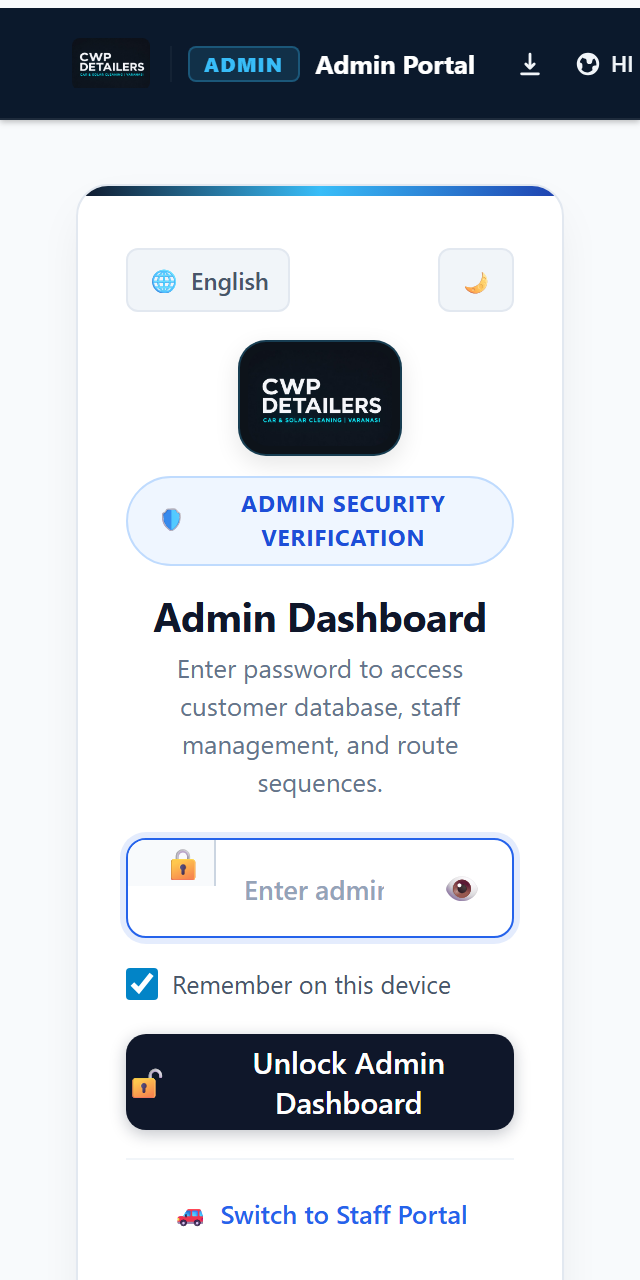 CWP
DETAILERS
CAR & SOLAR CLEANING | VARANASI
ADMIN
Admin Portal
HI
English
CWP
DETAILERS
CAR & SOLAR CLEANING | VARANASI
ADMIN SECURITY
VERIFICATION
Admin Dashboard
Enter password to access
customer database, staff
management, and route
sequences.
Enter admin
Remember on this device
Unlock Admin
Dashboard
Switch to Staff Portal